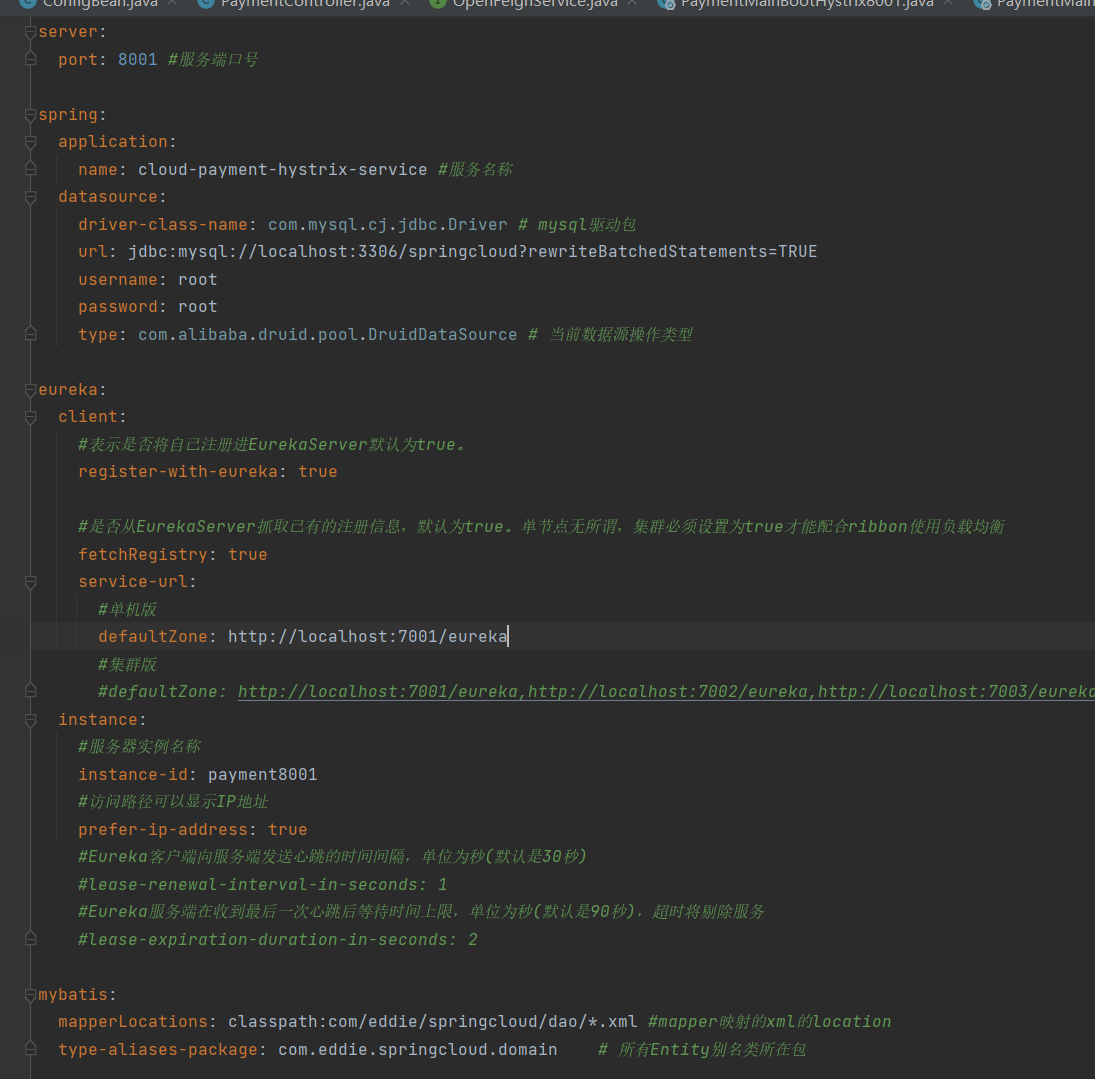 ConfigBean.java PaymentController.java OpenFeignService.java PaymentMainBootHystrix8001.java PaymentMain
server:
  port: 8001 #服务端口号
spring:
  application:
    name: cloud-payment-hystrix-service #服务名称
  datasource:
    driver-class-name: com.mysql.cj.jdbc.Driver # mysql驱动包
    url: jdbc:mysql://localhost:3306/springcloud?rewriteBatchedStatements=TRUE
    username: root
    password: root
    type: com.alibaba.druid.pool.DruidDataSource # 当前数据源操作类型
eureka:
  client:
    #表示是否将自己注册进EurekaServer默认为true。
    register-with-eureka: true
    #是否从EurekaServer抓取已有的注册信息，默认为true。单节点无所谓，集群必须设置为true才能配合ribbon使用负载均衡
    fetchRegistry: true
    service-url:
      #单机版
      defaultZone: http://localhost:7001/eureka
      #集群版
      #defaultZone: http://localhost:7001/eureka,http://localhost:7002/eureka,http://localhost:7003/eureka
  instance:
    #服务器实例名称
    instance-id: payment8001
    #访问路径可以显示IP地址
    prefer-ip-address: true
    #Eureka客户端向服务端发送心跳的时间间隔，单位为秒(默认是30秒)
    #lease-renewal-interval-in-seconds: 1
    #Eureka服务端在收到最后一次心跳后等待时间上限，单位为秒(默认是90秒)，超时将剔除服务
    #lease-expiration-duration-in-seconds: 2
mybatis:
  mapperLocations: classpath:com/eddie/springcloud/dao/*.xml #mapper映射的xml的location
  type-aliases-package: com.eddie.springcloud.domain    # 所有Entity别名类所在包